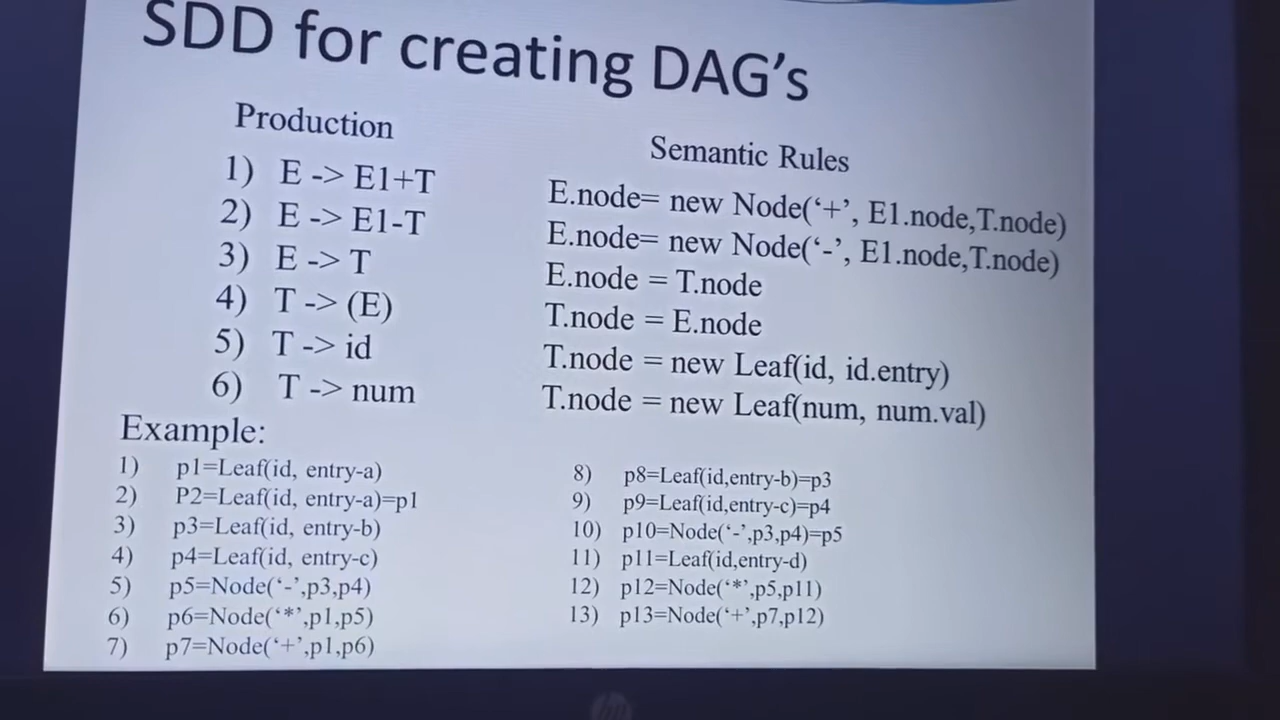 SDD for creating DAG's
Production
Semantic Rules
1) E -> E1+T
E.node= new Node(‘+’, E1.node,T.node)
2) E -> E1-T
E.node= new Node(‘-’, E1.node,T.node)
3) E -> T
E.node = T.node
4) T -> (E)
T.node = E.node
5) T -> id
T.node = new Leaf(id, id.entry)
6) T -> num
T.node = new Leaf(num, num.val)
Example:
1) p1=Leaf(id, entry-a)
2) P2=Leaf(id, entry-a)=p1
3) p3=Leaf(id, entry-b)
4) p4=Leaf(id, entry-c)
5) p5=Node(‘-’,p3,p4)
6) p6=Node(‘*’,p1,p5)
7) p7=Node(‘+’,p1,p6)
8) p8=Leaf(id,entry-b)=p3
9) p9=Leaf(id,entry-c)=p4
10) p10=Node(‘-’,p3,p4)=p5
11) p11=Leaf(id,entry-d)
12) p12=Node(‘*’,p5,p11)
13) p13=Node(‘+’,p7,p12)
hp